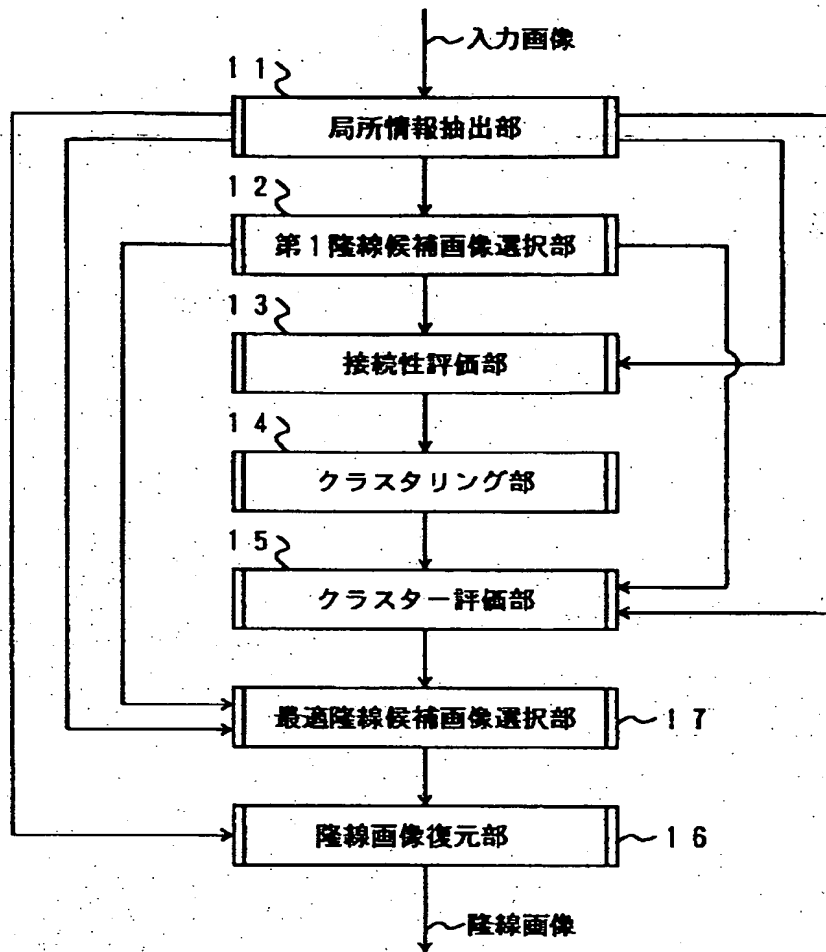 入力画像
11
局所情報抽出部
12
第1隆線候補画像選択部
13
接続性評価部
14
クラスタリング部
15
クラスター評価部
最適隆線候補画像選択部
17
隆線画像復元部
16
隆線画像